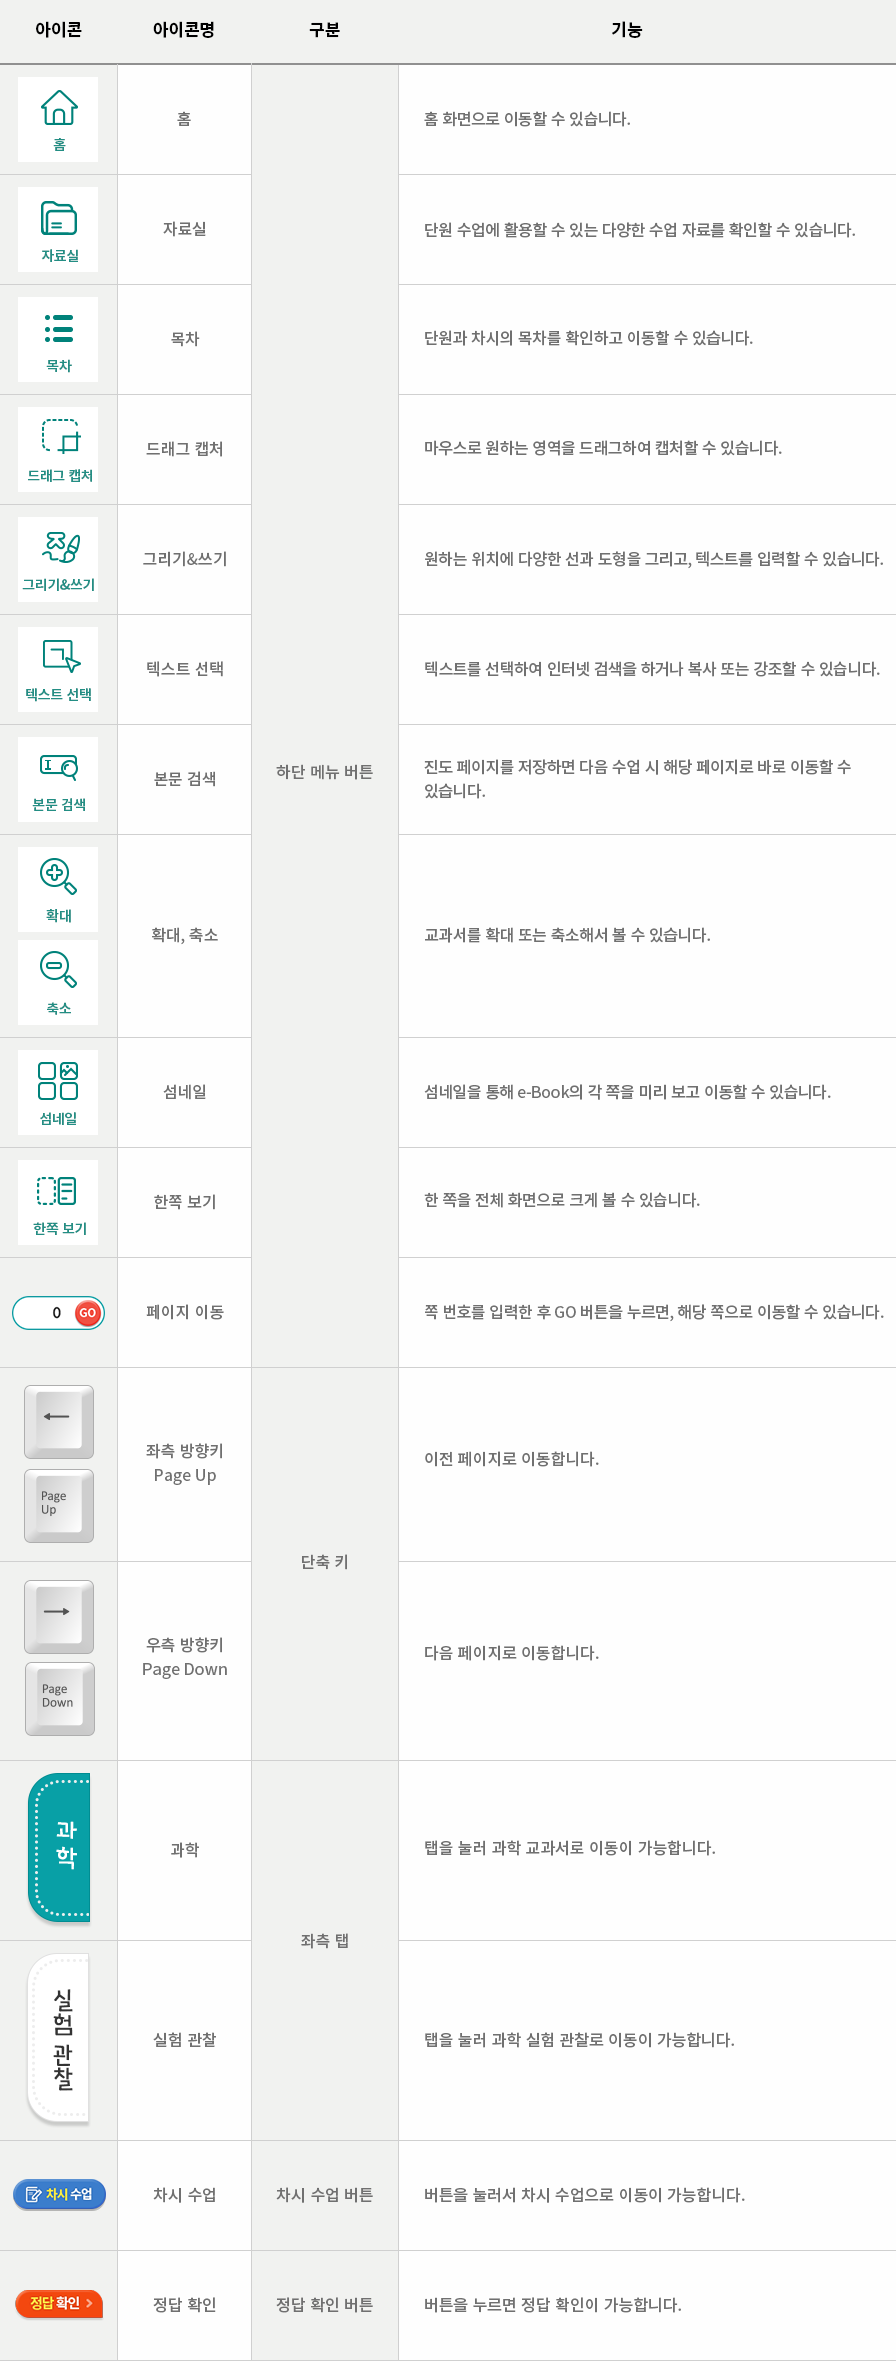 아이콘 아이콘명 구분 기능
홈
홈
홈 화면으로 이동할 수 있습니다.
자료실
자료실
단원 수업에 활용할 수 있는 다양한 수업 자료를 확인할 수 있습니다.
목차
목차
단원과 차시의 목차를 확인하고 이동할 수 있습니다.
드래그 캡처
드래그 캡처
마우스로 원하는 영역을 드래그하여 캡처할 수 있습니다.
그리기&쓰기
그리기&쓰기
원하는 위치에 다양한 선과 도형을 그리고, 텍스트를 입력할 수 있습니다.
텍스트 선택
텍스트 선택
텍스트를 선택하여 인터넷 검색을 하거나 복사 또는 강조할 수 있습니다.
본문 검색
본문 검색
하단 메뉴 버튼
진도 페이지를 저장하면 다음 수업 시 해당 페이지로 바로 이동할 수
있습니다.
확대
축소
확대, 축소
교과서를 확대 또는 축소해서 볼 수 있습니다.
섬네일
섬네일
섬네일을 통해 e-Book의 각 쪽을 미리 보고 이동할 수 있습니다.
한쪽 보기
한쪽 보기
한 쪽을 전체 화면으로 크게 볼 수 있습니다.
0 GO
페이지 이동
쪽 번호를 입력한 후 GO 버튼을 누르면, 해당 쪽으로 이동할 수 있습니다.
Page
Up
좌측 방향키
Page Up
이전 페이지로 이동합니다.
단축 키
Page
Down
우측 방향키
Page Down
다음 페이지로 이동합니다.
과학
과학
탭을 눌러 과학 교과서로 이동이 가능합니다.
좌측 탭
실험 관찰
실험 관찰
탭을 눌러 과학 실험 관찰로 이동이 가능합니다.
차시 수업
차시 수업
차시 수업 버튼
버튼을 눌러서 차시 수업으로 이동이 가능합니다.
정답 확인
정답 확인
정답 확인 버튼
버튼을 누르면 정답 확인이 가능합니다.